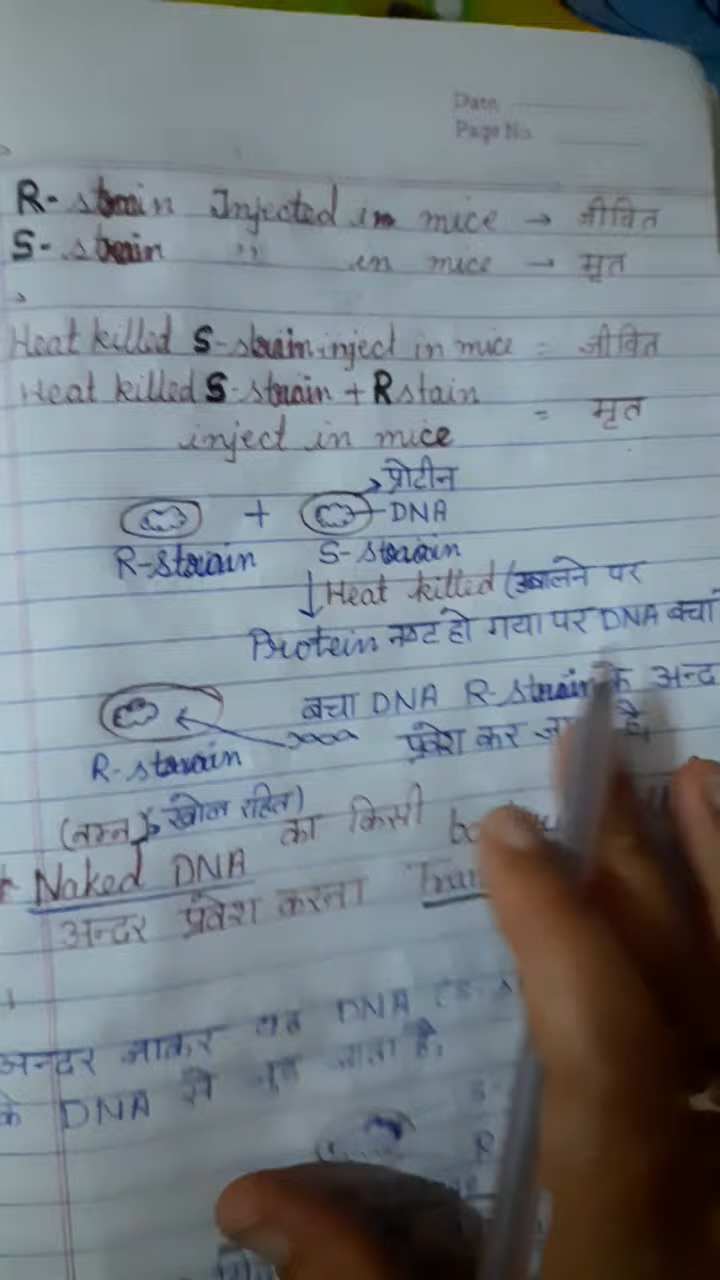 Date
Page No.
R- strain Injected in mice → जीवित
S- strain " in mice → मृत
Heat killed S-strain inject in mice = जीवित
Heat killed S-strain + R stain
inject in mice = मृत
प्रोटीन
+ DNA
R-strain S-strain
Heat killed (उबालने पर
Protein नष्ट हो गया पर DNA बचा
बचा DNA R-strain के अन्द
R-strain प्रवेश कर है,
(नग्न खोल रहित)
Naked DNA का किसी
अन्दर प्रवेश करना
अन्दर जाकर यह DNA
के DNA से जुड़ जाता है,
R